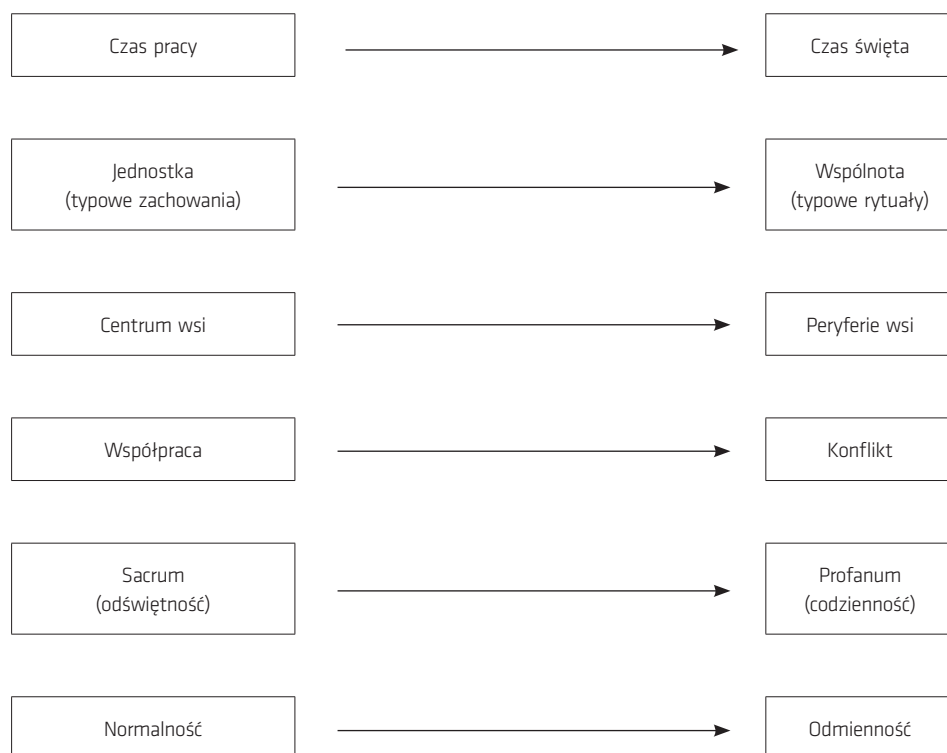 Czas pracy
Czas święta
Jednostka
(typowe zachowania)
Wspólnota
(typowe rytuały)
Centrum wsi
Peryferie wsi
Współpraca
Konflikt
Sacrum
(odświętność)
Profanum
(codzienność)
Normalność
Odmienność